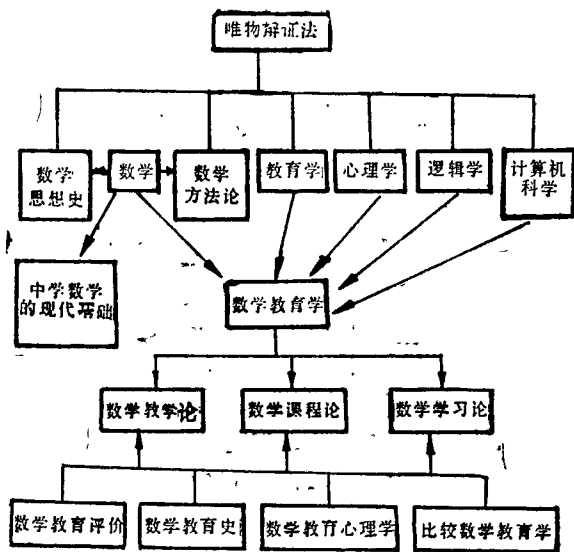 唯物辩证法
数学
思想史
数学
数学
方法论
教育学
心理学
逻辑学
计算机
科学
中学数学
的现代基础
数学教育学
数学教学论
数学课程论
数学学习论
数学教育评价
数学教育史
数学教育心理学
比较数学教育学